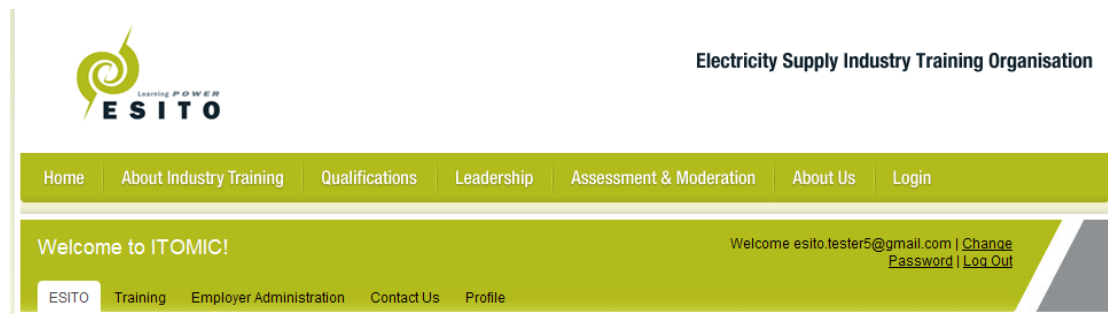 Learning POWER
ESITO
Electricity Supply Industry Training Organisation
Home About Industry Training Qualifications Leadership Assessment & Moderation About Us Login
Welcome to ITOMIC!
Welcome esito.tester5@gmail.com | Change
Password | Log Out
ESITO Training Employer Administration Contact Us Profile